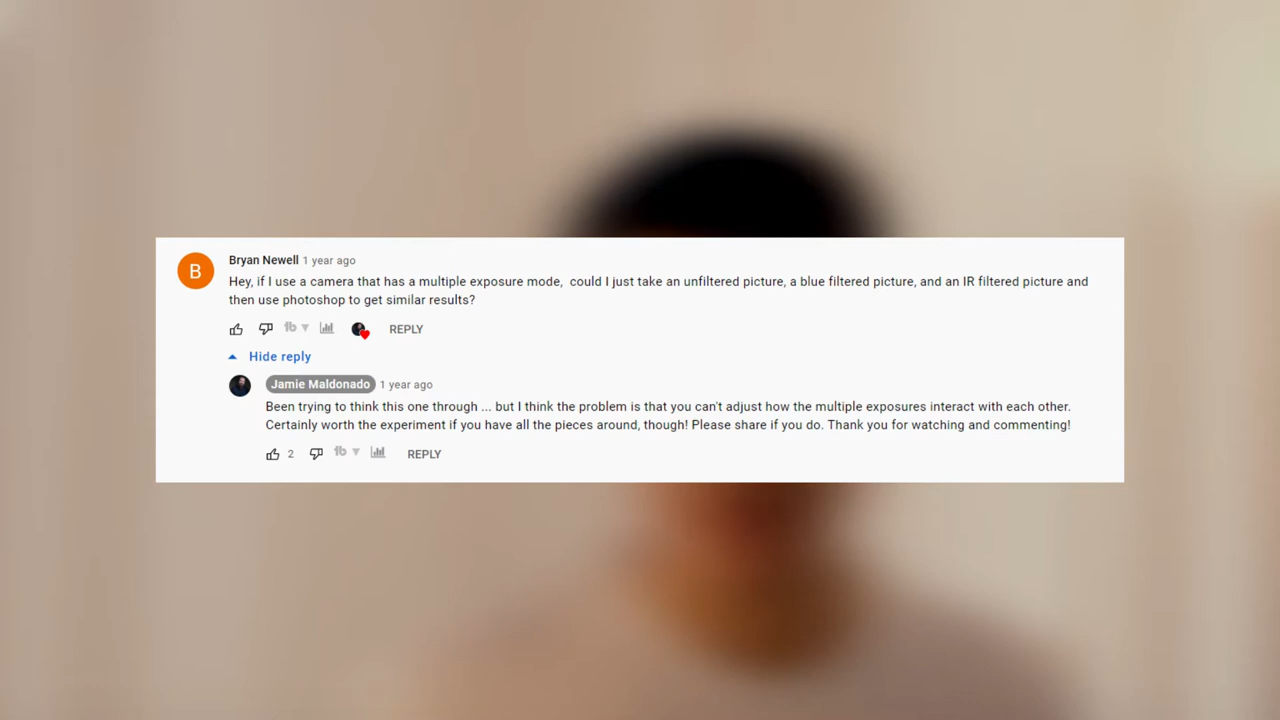 Bryan Newell 1 year ago
Hey, if I use a camera that has a multiple exposure mode,  could I just take an unfiltered picture, a blue filtered picture, and an IR filtered picture and
then use photoshop to get similar results?
REPLY
Hide reply
Jamie Maldonado 1 year ago
Been trying to think this one through ... but I think the problem is that you can't adjust how the multiple exposures interact with each other.
Certainly worth the experiment if you have all the pieces around, though! Please share if you do. Thank you for watching and commenting!
2 REPLY
B